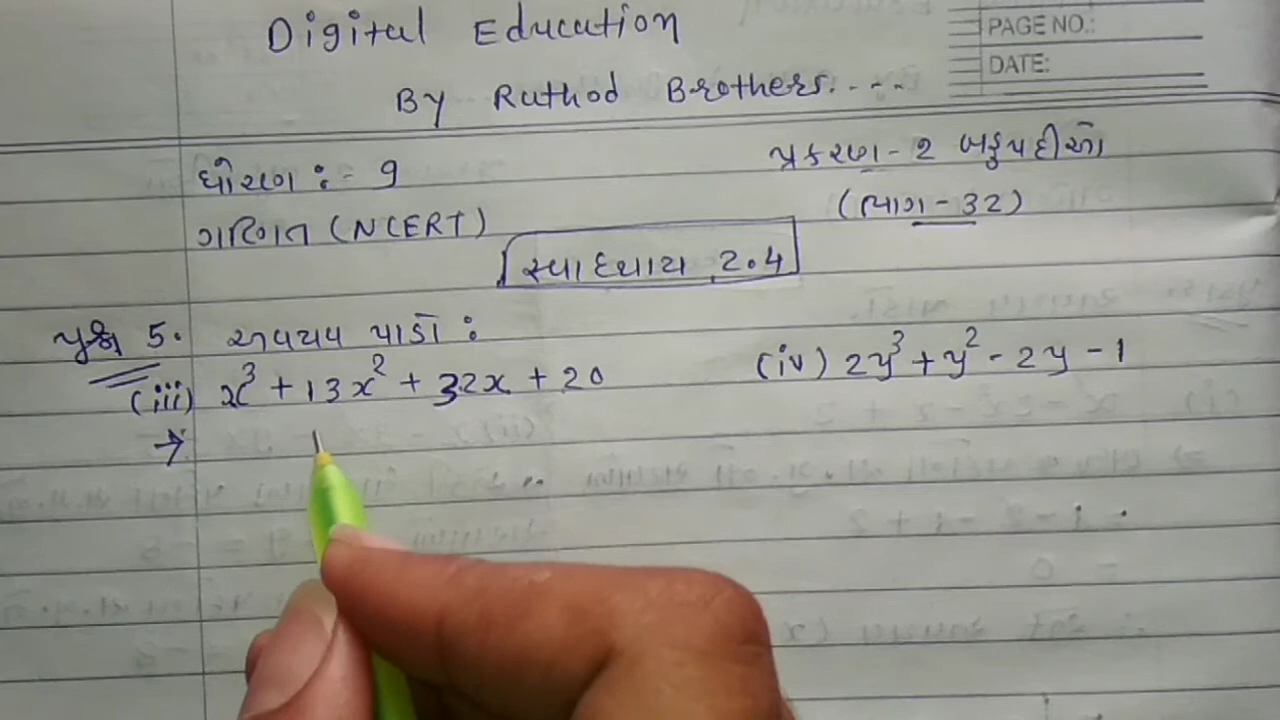 Digital Education
PAGE NO.:
DATE:
By Rathod Brothers....
ધોરણ :- 9
પ્રકરણ - 2 બહુપદીઓ
ગણિત (NCERT)
(ભાગ - 32)
સ્વાધ્યાય 2.4
પ્રશ્ન 5. અવયવ પાડો :
(iii) x³ + 13x² + 32x + 20
(iv) 2y³ + y² - 2y - 1
→